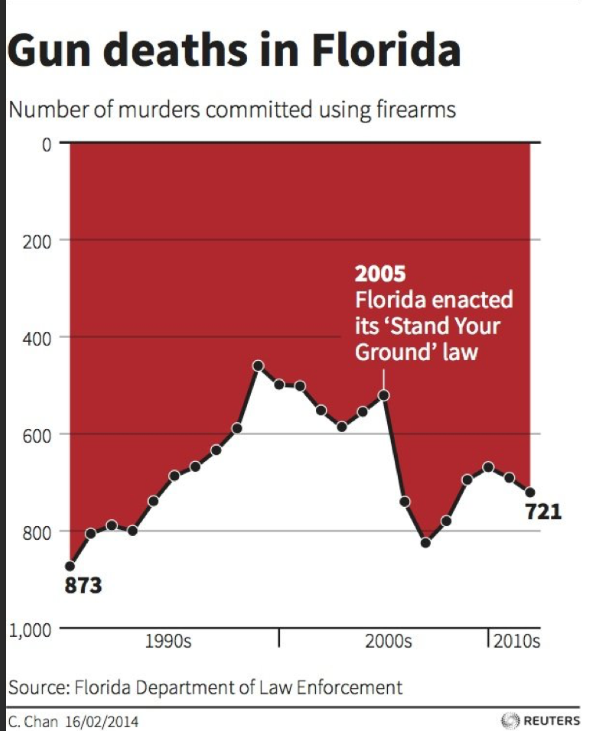 Gun deaths in Florida
Number of murders committed using firearms
0
200
2005
Florida enacted
its ‘Stand Your
Ground’ law
400
600
721
800
873
1,000
1990s
2000s
2010s
Source: Florida Department of Law Enforcement
C. Chan 16/02/2014
REUTERS